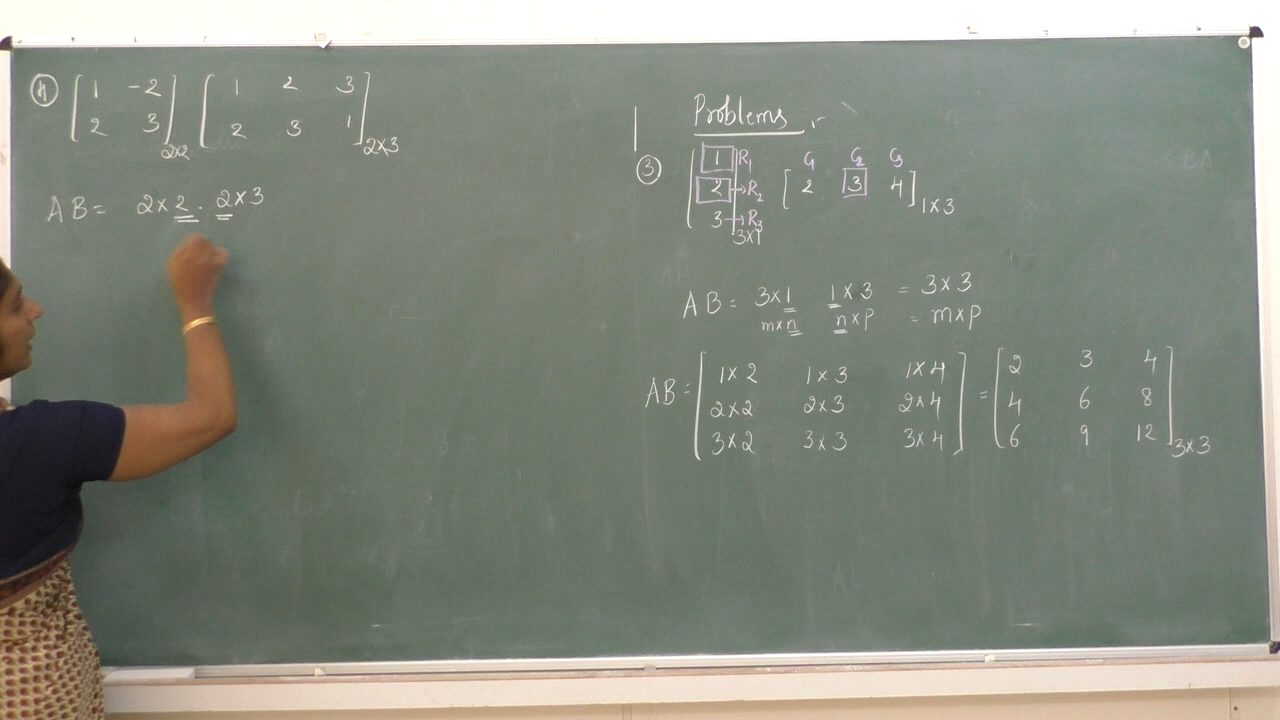 4) [1 -2] [1 2 3]
[2 3]2x2 [2 3 1]2x3
AB = 2x2 . 2x3
Problems :-
3) [1 R1 [2 3 4]1x3 C1 C2 C3
2 → R2
3 → R3]3x1
AB = 3x1 1x3 = 3x3
mxn nxp = mxp
AB = [1x2 1x3 1x4] = [2 3 4]
[2x2 2x3 2x4] [4 6 8]
[3x2 3x3 3x4] [6 9 12]3x3